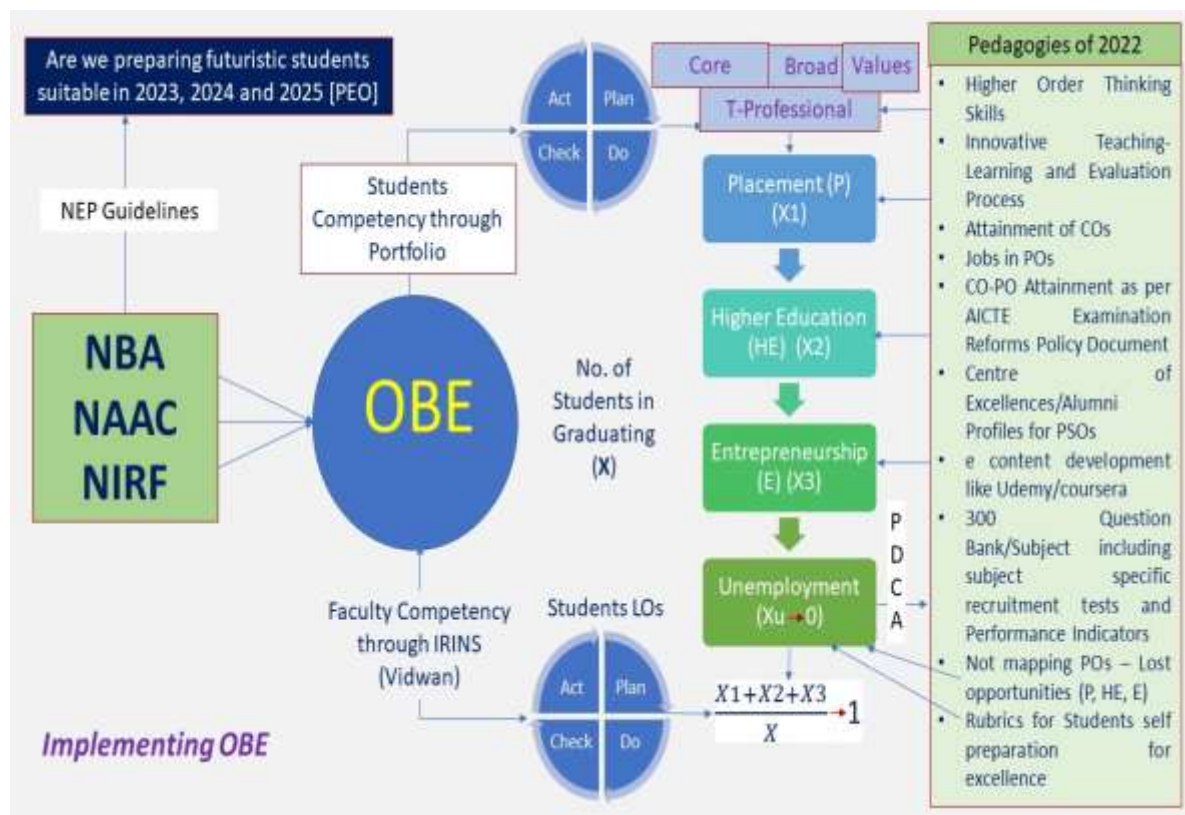 Are we preparing futuristic students
suitable in 2023, 2024 and 2025 [PEO]
NEP Guidelines
NBA
NAAC
NIRF
Students
Competency through
Portfolio
OBE
Faculty Competency
through IRINS
(Vidwan)
Implementing OBE
Act
Plan
Check
Do
No. of
Students in
Graduating
(X)
Students LOs
Act
Plan
Check
Do
Core
Broad
Values
T-Professional
Placement (P)
(X1)
Higher Education
(HE) (X2)
Entrepreneurship
(E) (X3)
Unemployment
(Xu→0)
X1+X2+X3
X
→1
P
D
C
A
Pedagogies of 2022
• Higher Order Thinking
Skills
• Innovative Teaching-
Learning and Evaluation
Process
• Attainment of COs
• Jobs in POs
• CO-PO Attainment as per
AICTE Examination
Reforms Policy Document
• Centre of
Excellences/Alumni
Profiles for PSOs
• e content development
like Udemy/coursera
• 300 Question
Bank/Subject including
subject specific
recruitment tests and
Performance Indicators
• Not mapping POs – Lost
opportunities (P, HE, E)
• Rubrics for Students self
preparation for
excellence